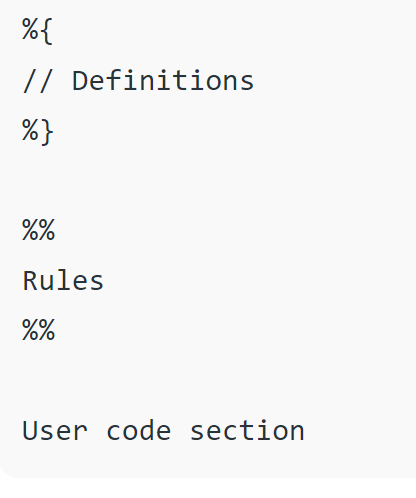 %{
// Definitions
%}
%%
Rules
%%
User code section